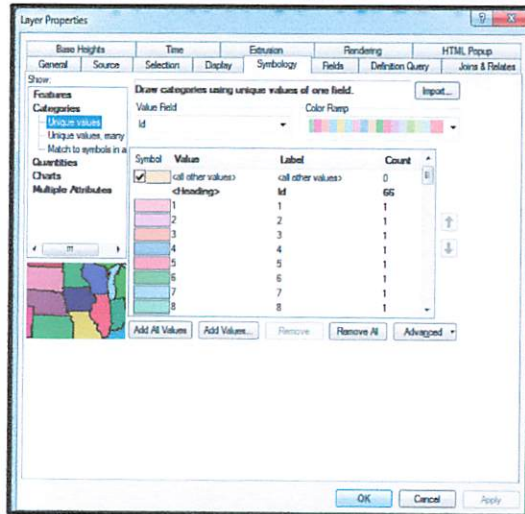 Layer Properties
Base Heights Time Extrusion Rendering HTML Popup
General Source Selection Display Symbology Fields Definition Query Joins & Relates
Show:
Features
Categories
Unique values
Unique values, many
Match to symbols in a
Quantities
Charts
Multiple Attributes
Draw categories using unique values of one field.
Import...
Value Field
Color Ramp
Id
Symbol Value Label Count
<all other values> <all other values> 0
<Heading> Id 66
1 1 1
2 2 1
3 3 1
4 4 1
5 5 1
6 6 1
7 7 1
8 8 1
Add All Values Add Values... Remove Remove All Advanced
OK Cancel Apply